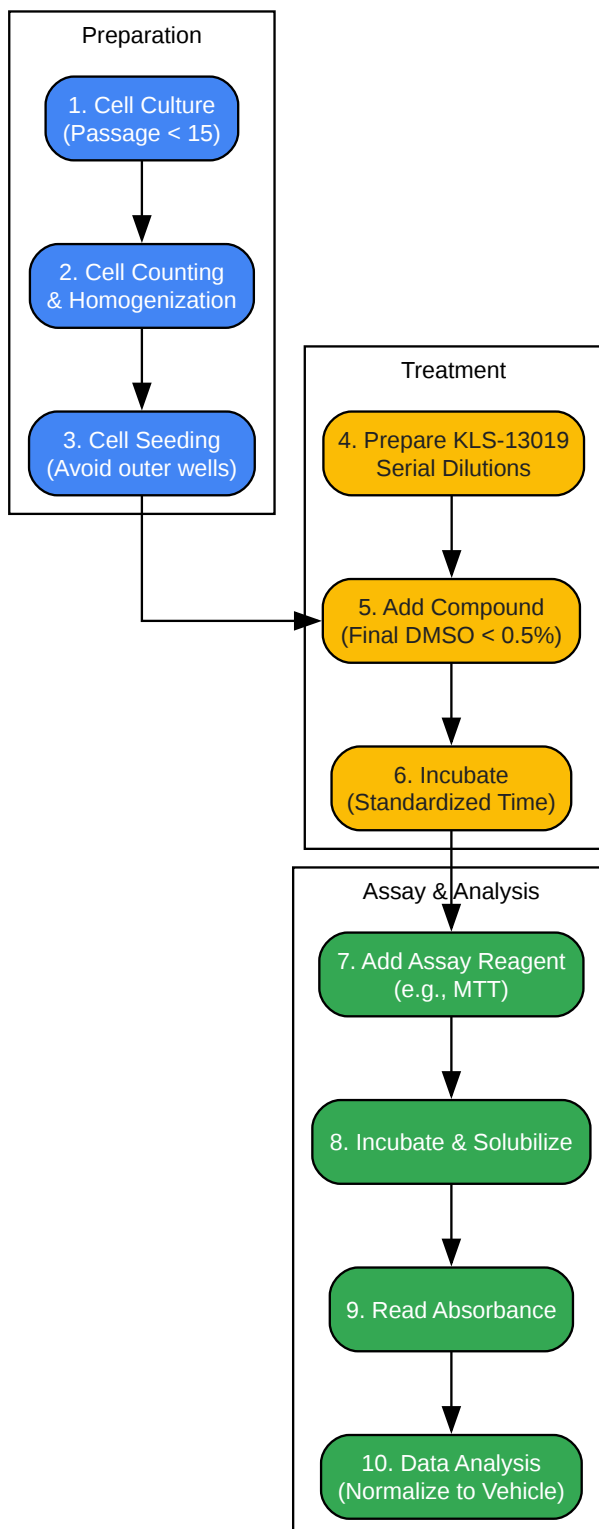 Preparation
1. Cell Culture
(Passage < 15)
2. Cell Counting
& Homogenization
3. Cell Seeding
(Avoid outer wells)
Treatment
4. Prepare KLS-13019
Serial Dilutions
5. Add Compound
(Final DMSO < 0.5%)
6. Incubate
(Standardized Time)
Assay & Analysis
7. Add Assay Reagent
(e.g., MTT)
8. Incubate & Solubilize
9. Read Absorbance
10. Data Analysis
(Normalize to Vehicle)